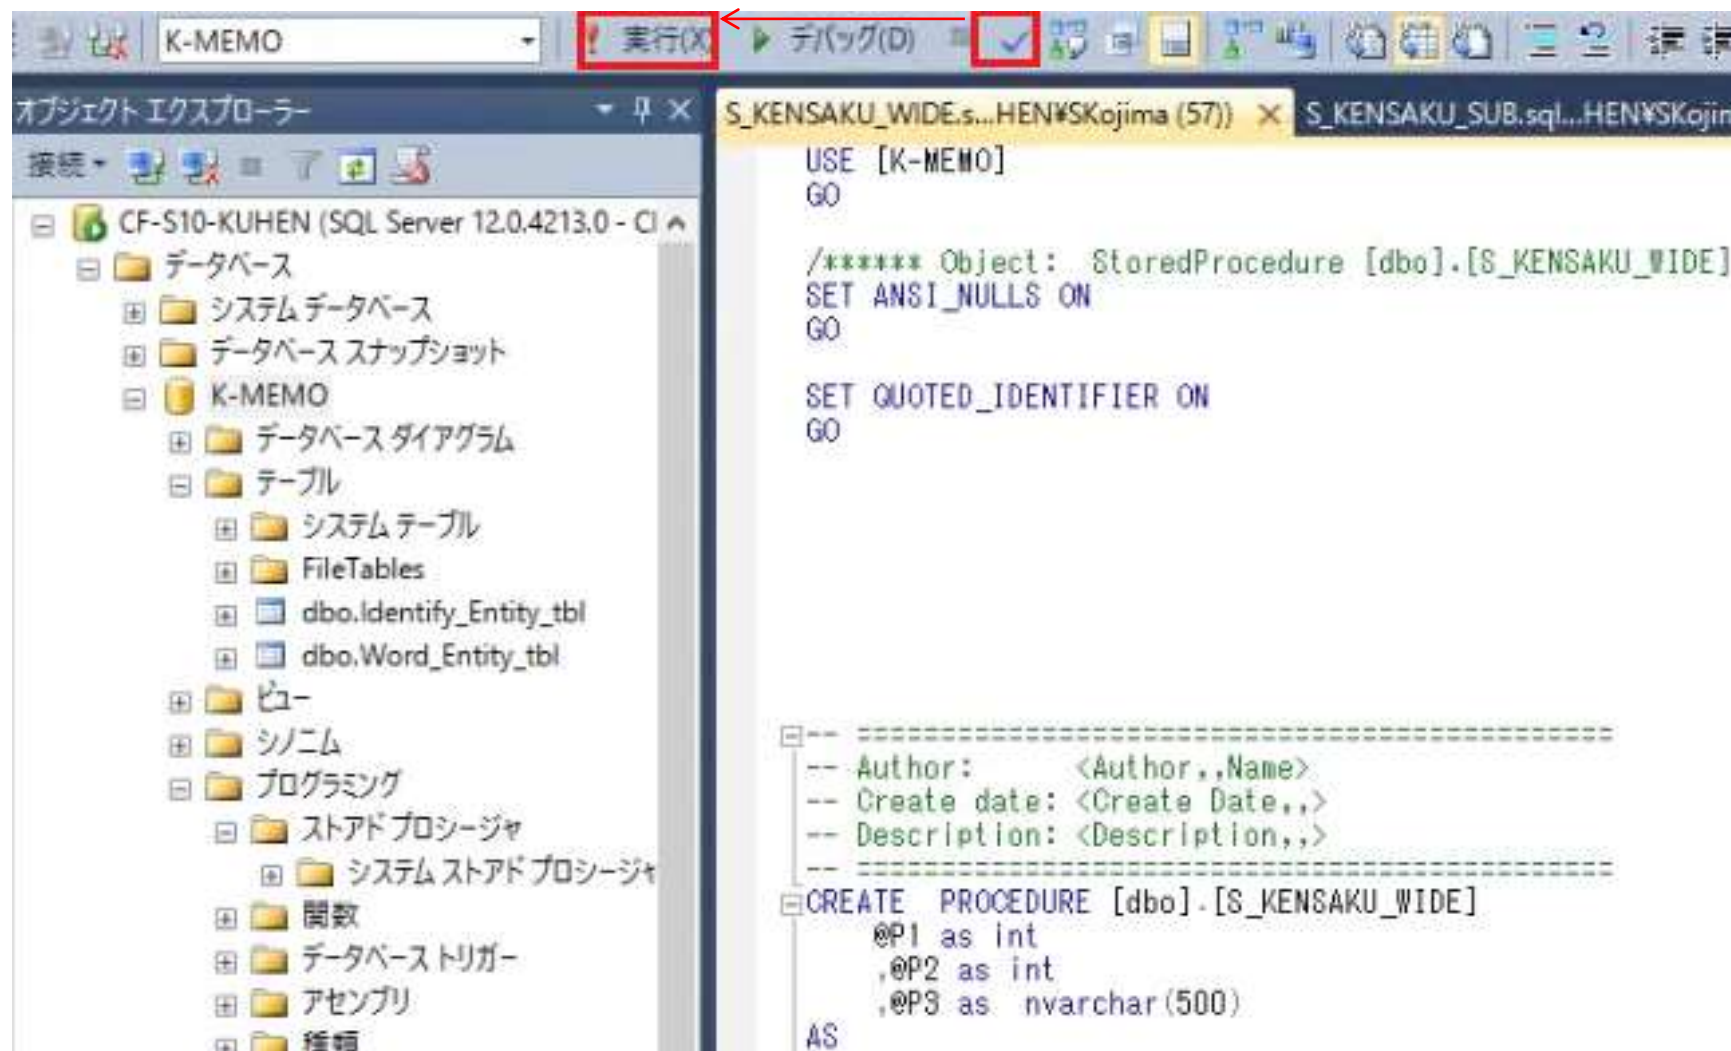 K-MEMO
実行(X)
デバッグ(D)
オブジェクト エクスプローラー
接続
CF-S10-KUHEN (SQL Server 12.0.4213.0 - Cl
データベース
システム データベース
データベース スナップショット
K-MEMO
データベース ダイアグラム
テーブル
システム テーブル
FileTables
dbo.Identify_Entity_tbl
dbo.Word_Entity_tbl
ビュー
シノニム
プログラミング
ストアド プロシージャ
システム ストアド プロシージャ
関数
データベース トリガー
アセンブリ
種類
S_KENSAKU_WIDE.s...HEN¥SKojima (57))
S_KENSAKU_SUB.sql...HEN¥SKojim
USE [K-MEMO]
GO
/****** Object:  StoredProcedure [dbo].[S_KENSAKU_WIDE]
SET ANSI_NULLS ON
GO
SET QUOTED_IDENTIFIER ON
GO
-- =============================================
-- Author:      <Author,,Name>
-- Create date: <Create Date,,>
-- Description: <Description,,>
-- =============================================
CREATE  PROCEDURE [dbo].[S_KENSAKU_WIDE]
@P1 as int
,@P2 as int
,@P3 as  nvarchar(500)
AS